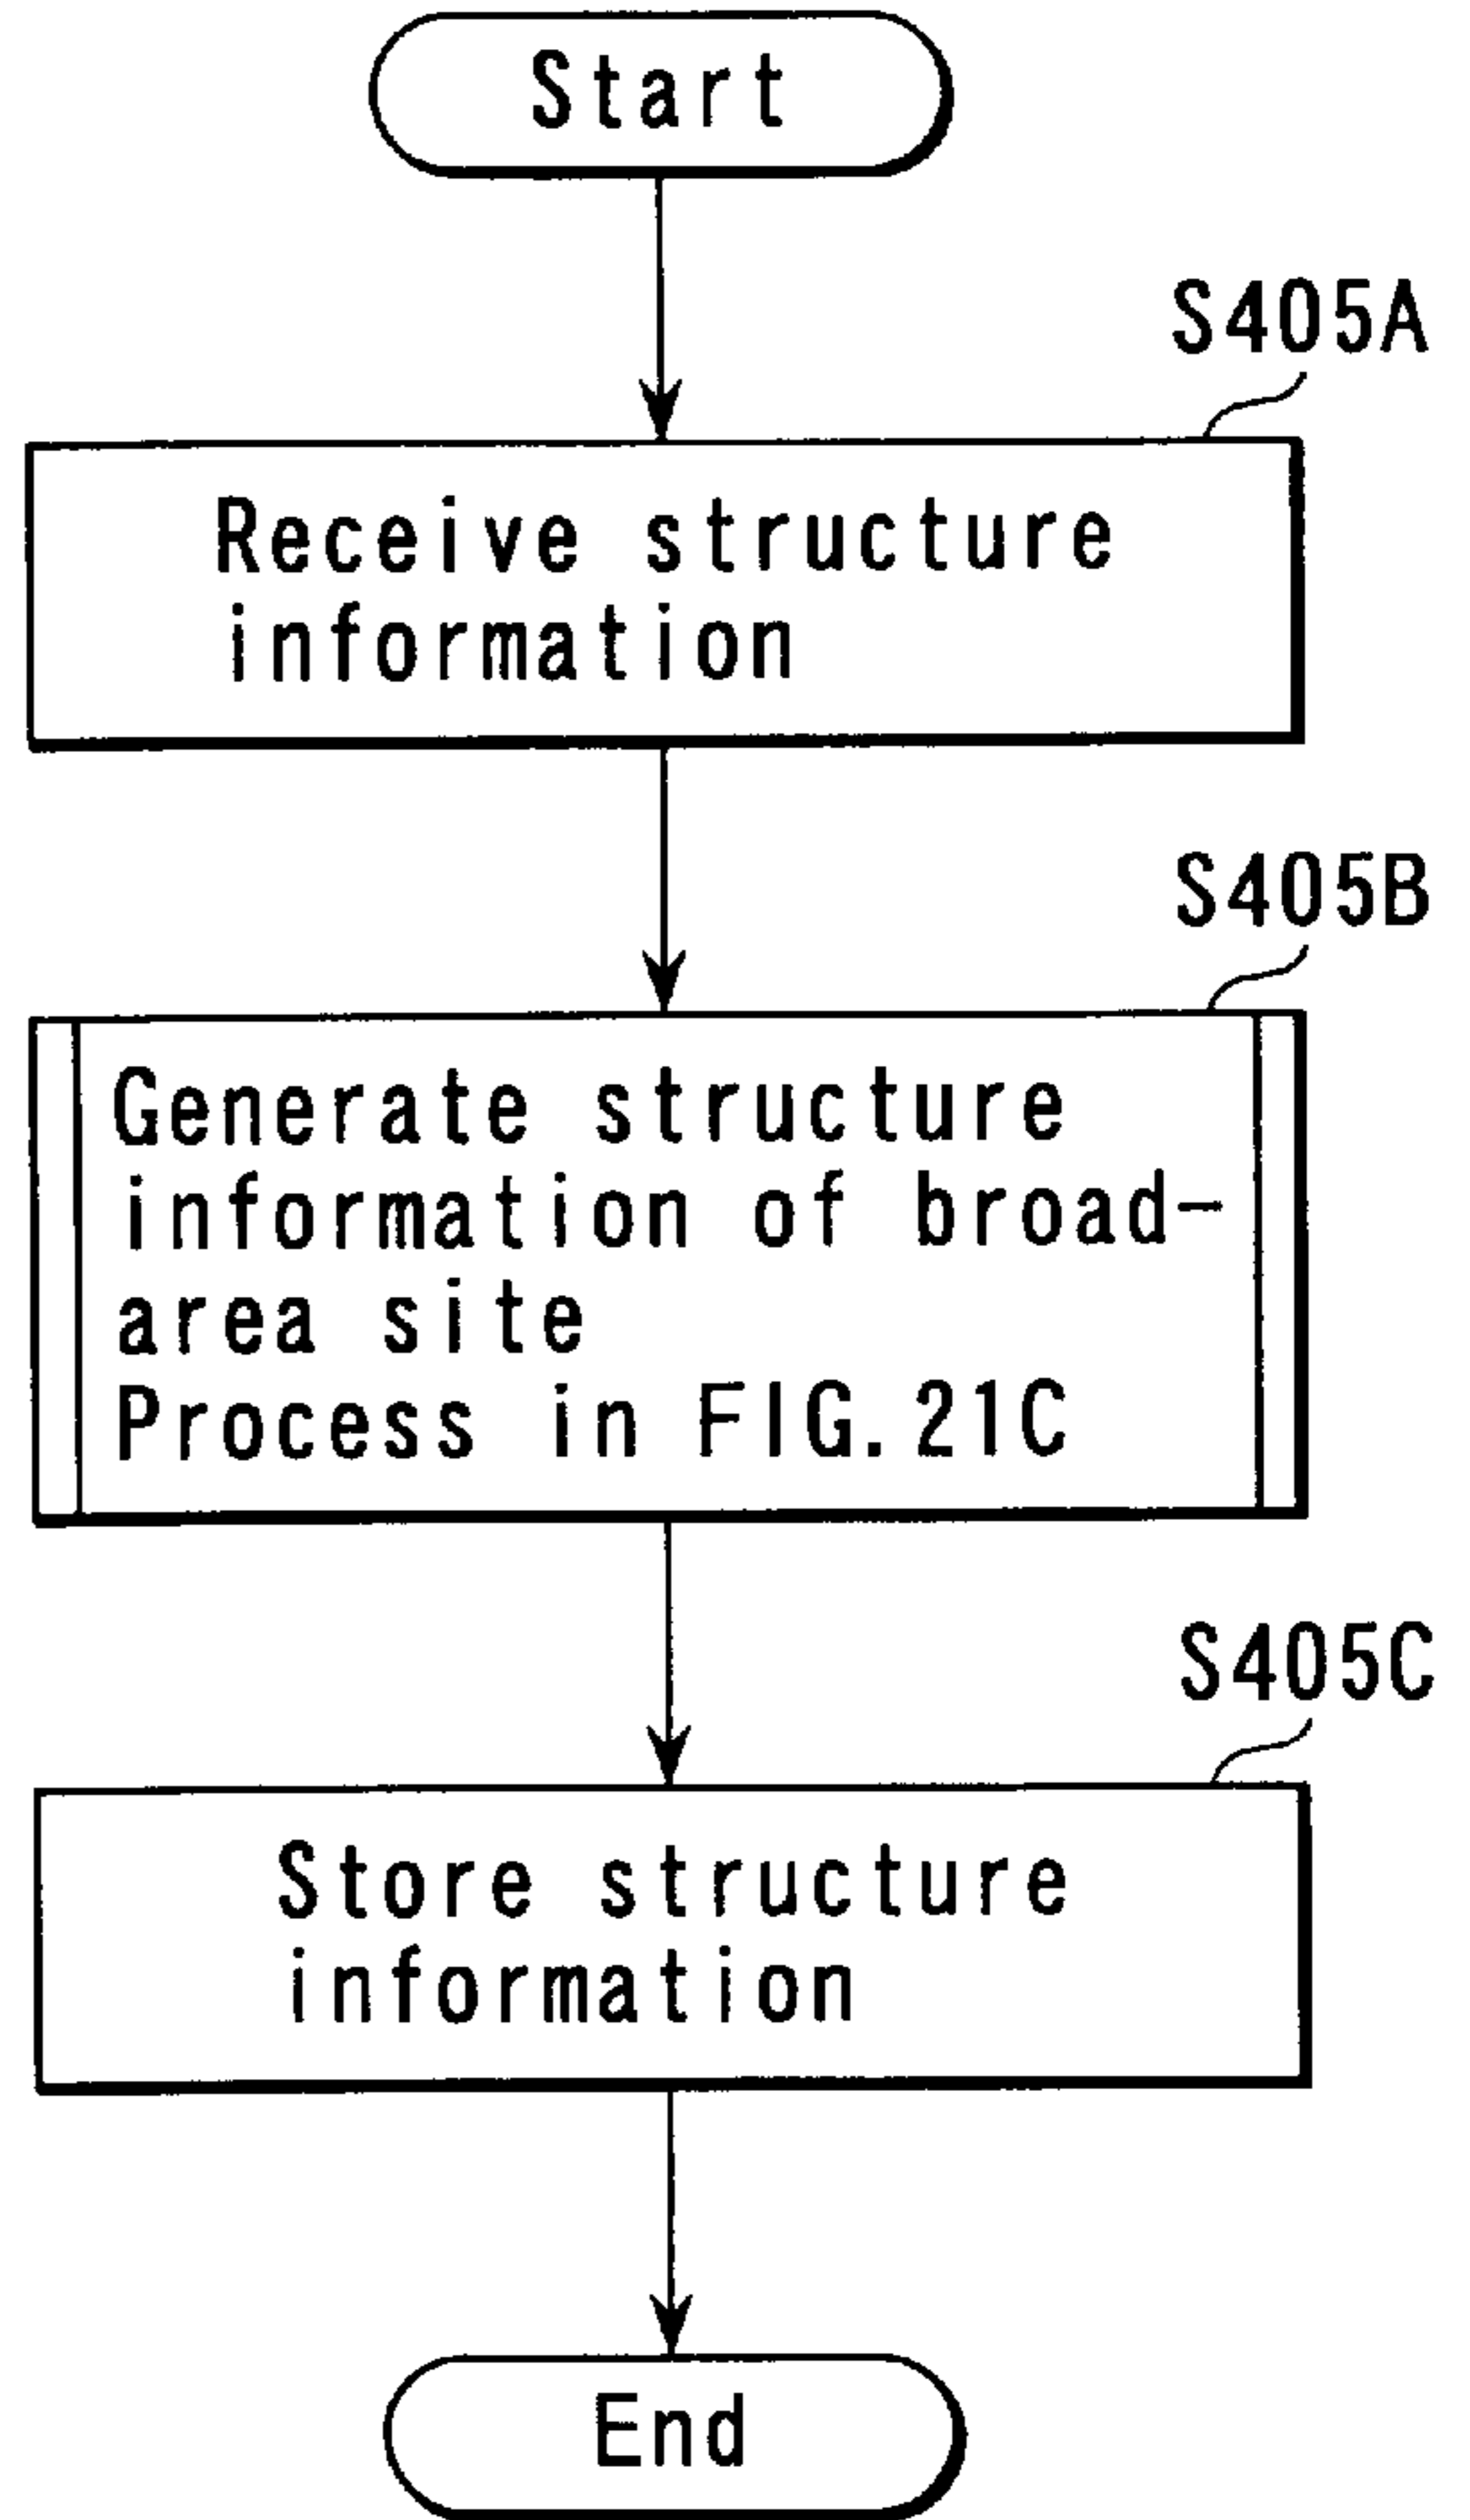 Start
S405A
Receive structure
information
S405B
Generate structure
information of broad-
area site
Process in FIG. 21C
S405C
Store structure
information
End